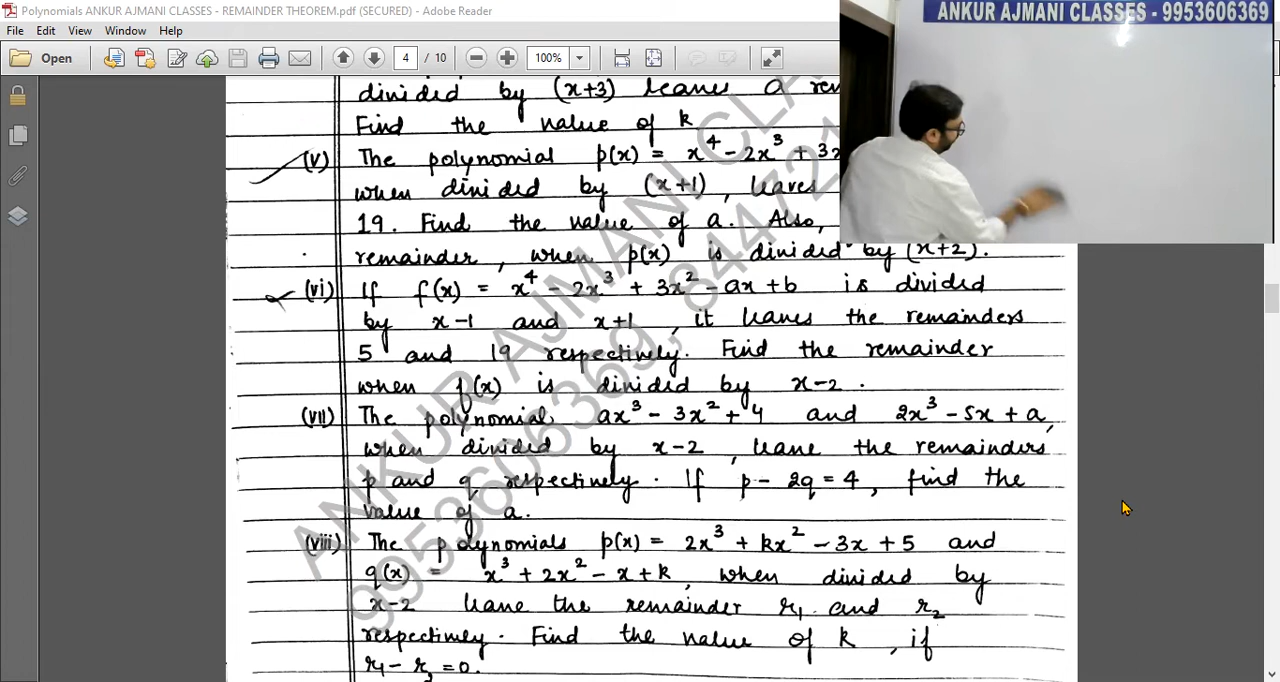 Polynomials ANKUR AJMANI CLASSES - REMAINDER THEOREM.pdf (SECURED) - Adobe Reader
File Edit View Window Help
Open 4 / 10 100%
ANKUR AJMANI CLASSES - 9953606369
divided by (x+3) leaves a rem
Find the value of k
(v) The polynomial p(x) = x⁴ - 2x³ + 3x
when divided by (x+1), leaves
19. Find the value of a. Also,
remainder, when p(x) is divided by (x+2).
(vi) If f(x) = x⁴ - 2x³ + 3x² - ax + b is divided
by x-1 and x+1, it leaves the remainders
5 and 19 respectively. Find the remainder
when f(x) is divided by x-2.
(vii) The polynomial ax³ - 3x² + 4 and 2x³ - 5x + a,
when divided by x-2, leave the remainders
p and q respectively. If p - 2q = 4, find the
value of a.
(viii) The polynomials p(x) = 2x³ + kx² - 3x + 5 and
q(x) = x³ + 2x² - x + k, when divided by
x-2 leave the remainder r₁ and r₂
respectively. Find the value of k, if
r₁ - r₂ = 0.
ANKUR AJMANI CLA
9953606369, 844721